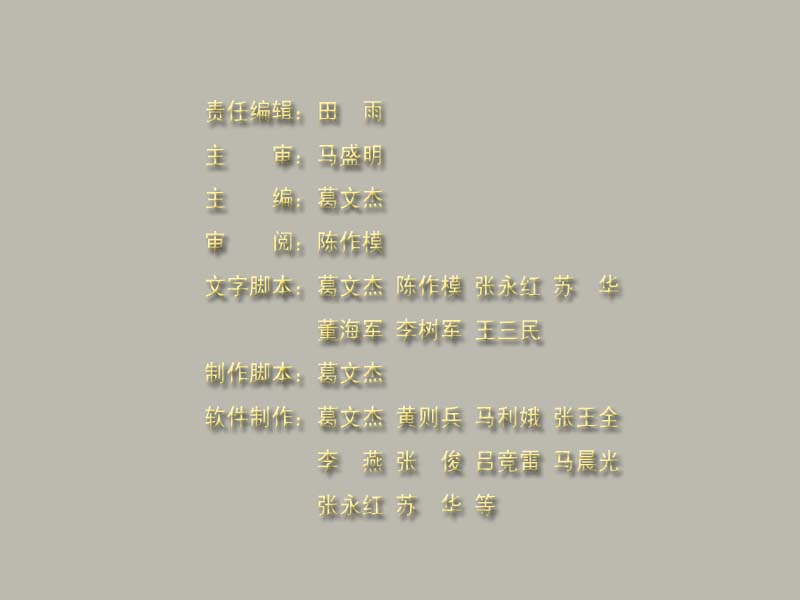 责任编辑：田　雨
主　　审：马盛明
主　　编：葛文杰
审　　阅：陈作模
文字脚本：葛文杰 陈作模 张永红 苏　华
董海军 李树军 王三民
制作脚本：葛文杰
软件制作：葛文杰 黄则兵 马利娥 张王全
李　燕 张　俊 吕竞雷 马晨光
张永红 苏　华 等